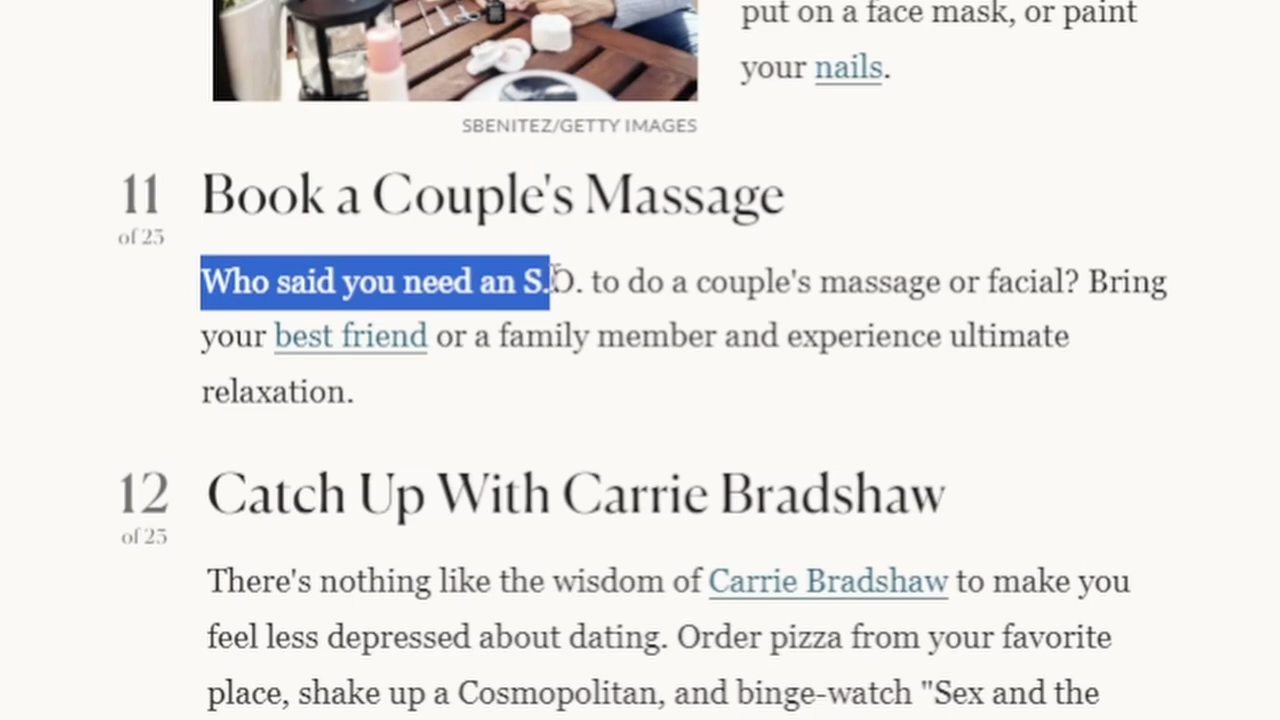 put on a face mask, or paint
your nails.
SBENITEZ/GETTY IMAGES
11
of 23
Book a Couple's Massage
Who said you need an S.O. to do a couple's massage or facial? Bring
your best friend or a family member and experience ultimate
relaxation.
12
of 23
Catch Up With Carrie Bradshaw
There's nothing like the wisdom of Carrie Bradshaw to make you
feel less depressed about dating. Order pizza from your favorite
place, shake up a Cosmopolitan, and binge-watch "Sex and the